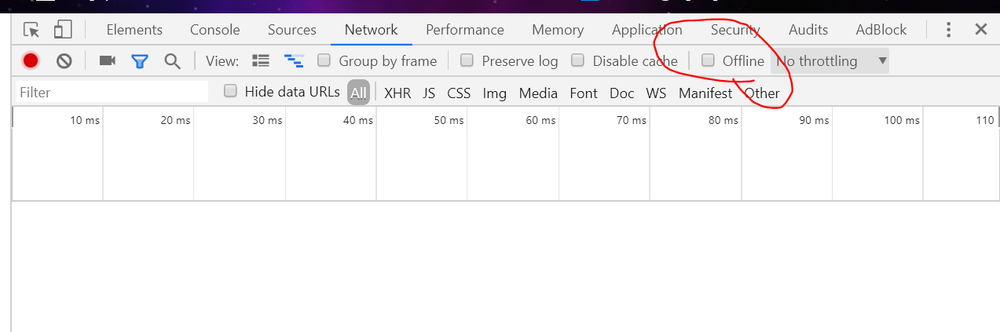 Elements Console Sources Network Performance Memory Application Security Audits AdBlock
View: Group by frame Preserve log Disable cache Offline No throttling
Filter Hide data URLs All XHR JS CSS Img Media Font Doc WS Manifest Other
10 ms 20 ms 30 ms 40 ms 50 ms 60 ms 70 ms 80 ms 90 ms 100 ms 110